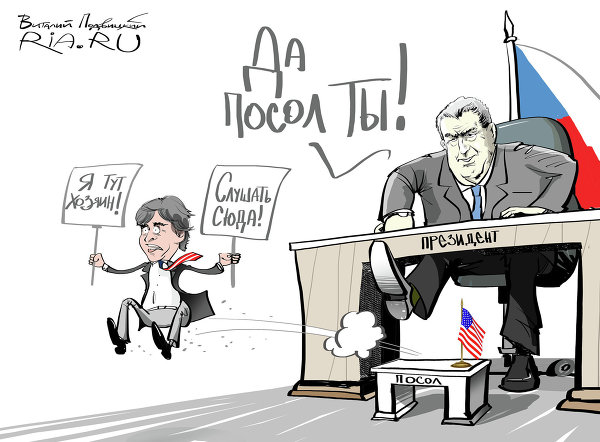 Виталий Подвицкий
RIA.RU
Да
посол ты!
Я тут
хозяин!
Слушать
сюда!
Президент
Посол